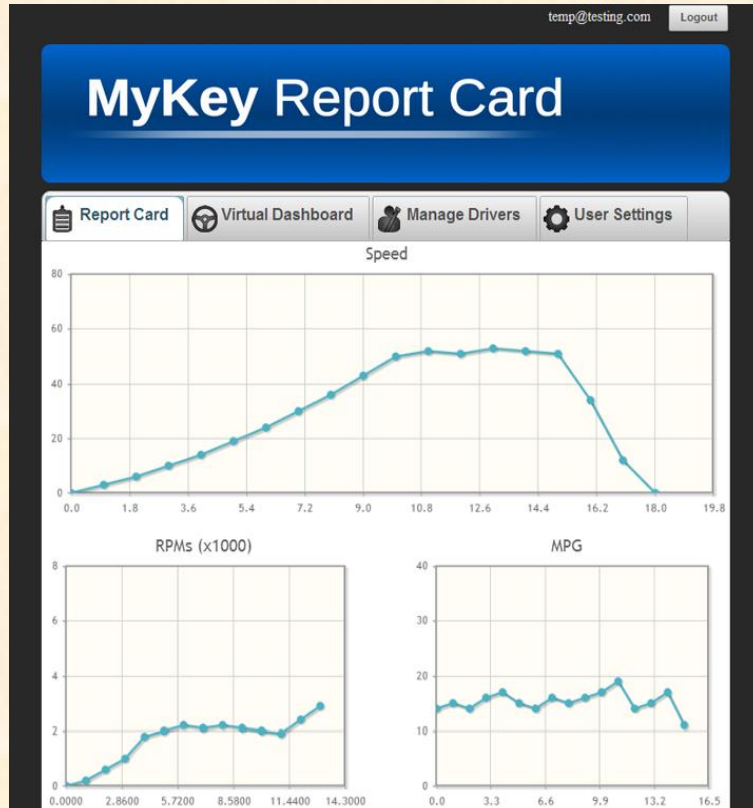 temp@testing.com Logout
MyKey Report Card
Report Card Virtual Dashboard Manage Drivers User Settings
Speed
80
60
40
20
0
0.0 1.8 3.6 5.4 7.2 9.0 10.8 12.6 14.4 16.2 18.0 19.8
RPMs (x1000)
8
6
4
2
0
0.0000 2.8600 5.7200 8.5800 11.4400 14.3000
MPG
40
30
20
10
0
0.0 3.3 6.6 9.9 13.2 16.5